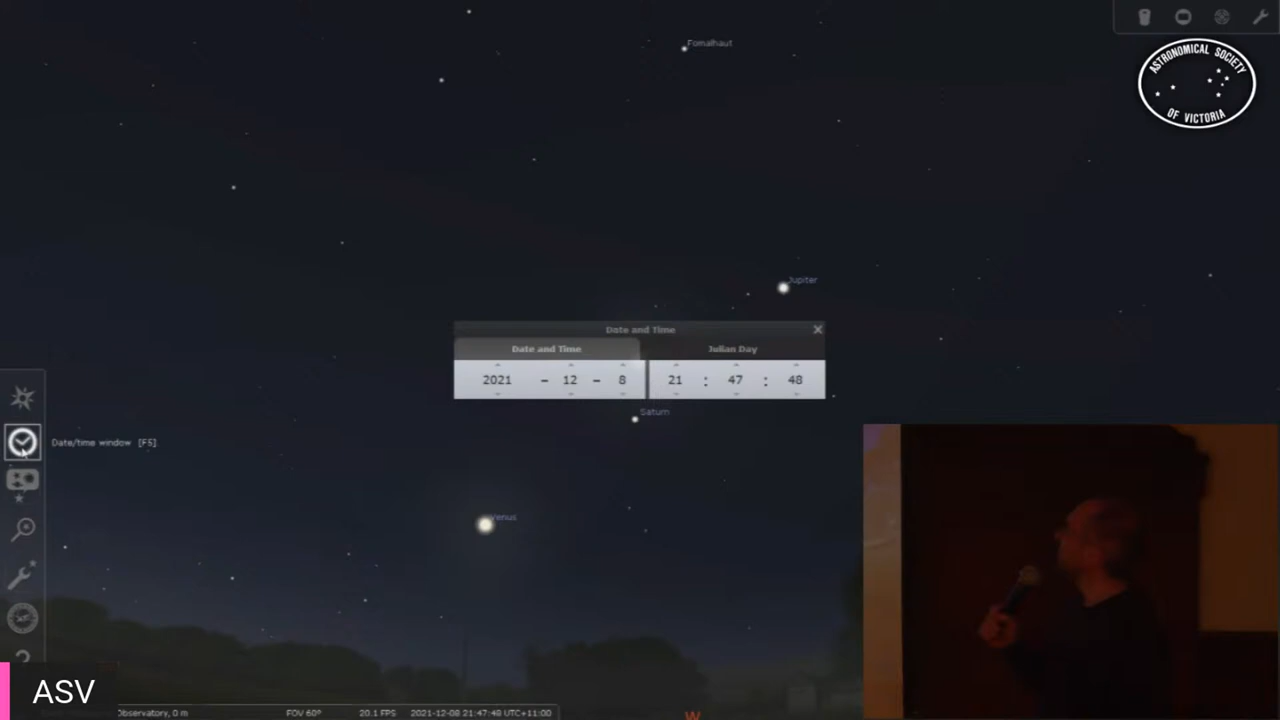 Fomalhaut
ASTRONOMICAL SOCIETY
OF VICTORIA
Jupiter
Date and Time
Date and Time
Julian Day
2021 - 12 - 8
21 : 47 : 48
Saturn
Date/time window [F5]
Venus
?
ASV
Observatory, 0 m
FOV 60°
20.1 FPS
2021-12-08 21:47:48 UTC+11:00
W